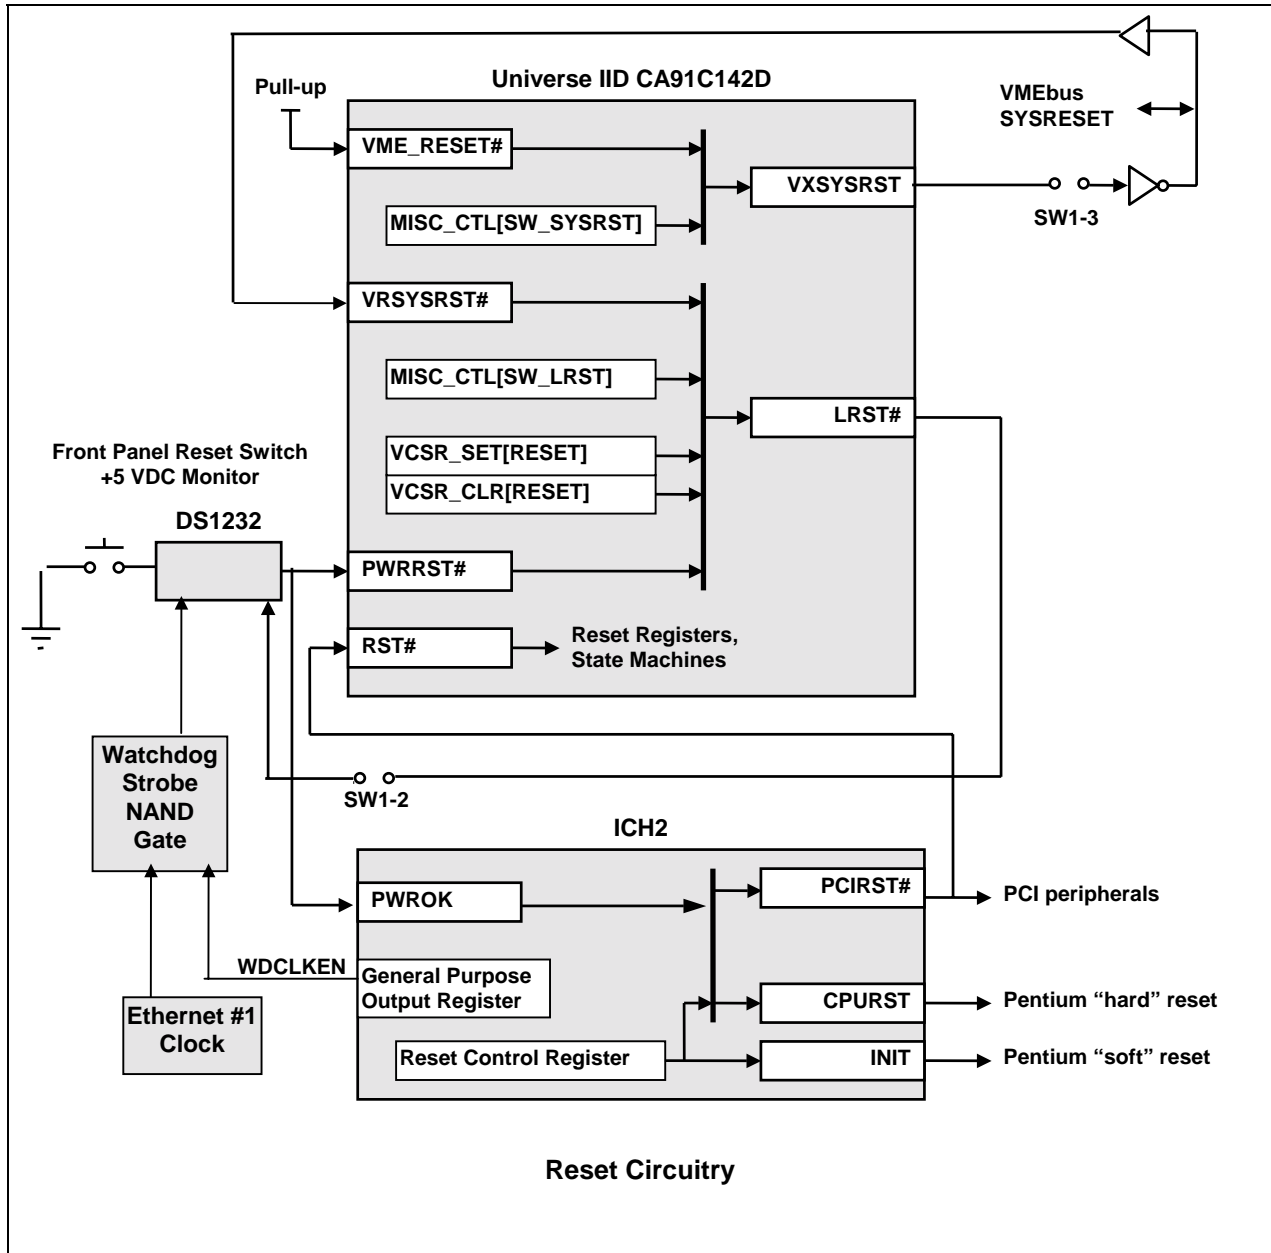 Universe IID CA91C142D
Pull-up
VMEbus
SYSRESET
VME_RESET#
VXSYSRST
MISC_CTL[SW_SYSRST]
SW1-3
VRSYSRST#
MISC_CTL[SW_LRST]
LRST#
Front Panel Reset Switch
+5 VDC Monitor
VCSR_SET[RESET]
VCSR_CLR[RESET]
DS1232
PWRRST#
RST#
Reset Registers,
State Machines
Watchdog
Strobe
NAND
Gate
SW1-2
ICH2
PWROK
PCIRST#
PCI peripherals
WDCLKEN
General Purpose
Output Register
CPURST
Pentium “hard” reset
Ethernet #1
Clock
Reset Control Register
INIT
Pentium “soft” reset
Reset Circuitry